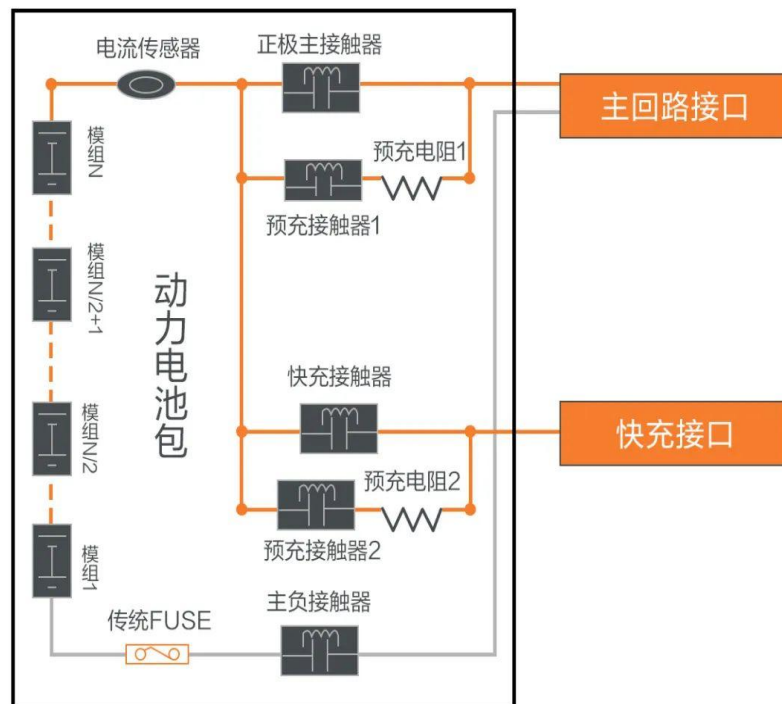 电流传感器
正极主接触器
主回路接口
模组N
预充电阻1
预充接触器1
模组N/2+1
动力电池包
快充接触器
快充接口
模组N/2
预充电阻2
预充接触器2
模组1
传统FUSE
主负接触器